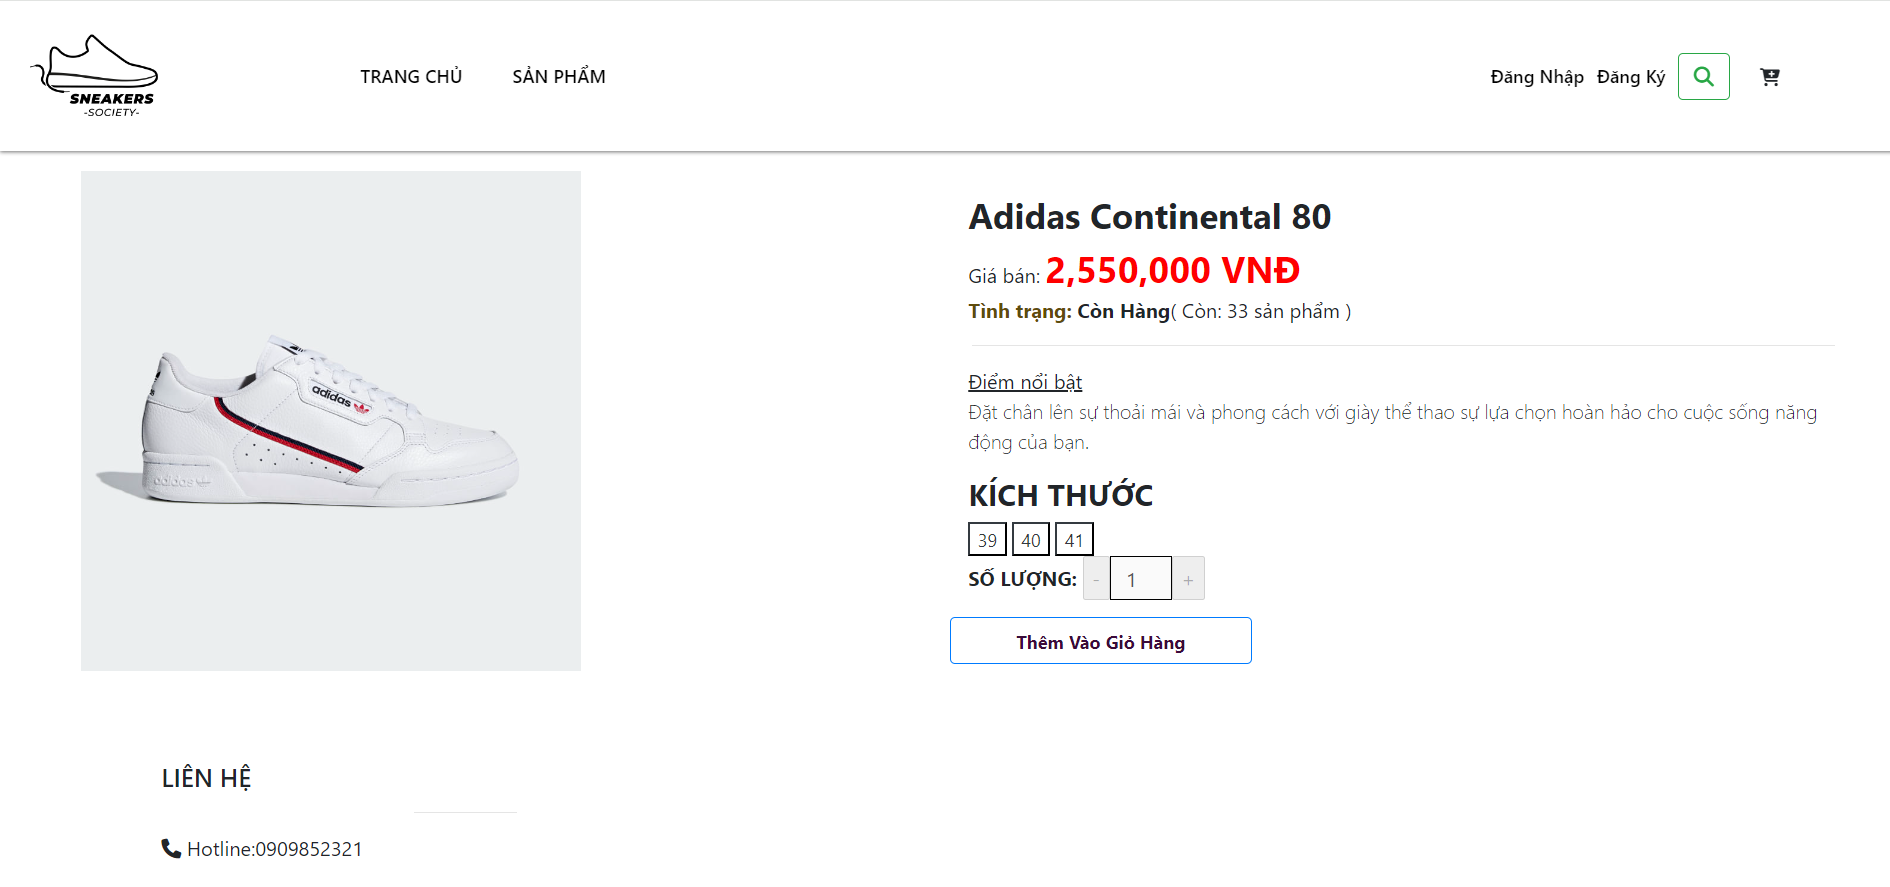 SNEAKERS
-SOCIETY-
TRANG CHỦ
SẢN PHẨM
Đăng Nhập
Đăng Ký
adidas
adidas
Adidas Continental 80
Giá bán: 2,550,000 VNĐ
Tình trạng: Còn Hàng( Còn: 33 sản phẩm )
Điểm nổi bật
Đặt chân lên sự thoải mái và phong cách với giày thể thao sự lựa chọn hoàn hảo cho cuộc sống năng
động của bạn.
KÍCH THƯỚC
39 40 41
SỐ LƯỢNG: - 1 +
Thêm Vào Giỏ Hàng
LIÊN HỆ
Hotline:0909852321